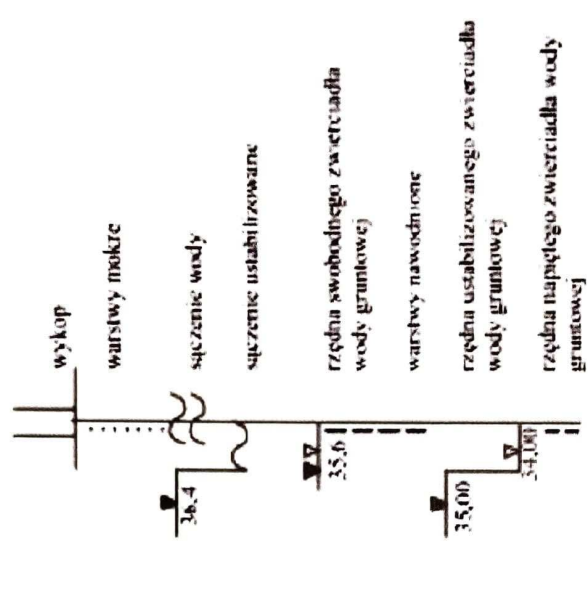 wykop
warstwy mokre
sączenie wody
sączenie ustabilizowane
36,4
rzędna swobodnego zwierciadła
wody gruntowej
35,6
warstwy nawodnione
rzędna ustabilizowanego zwierciadła
wody gruntowej
35,00
rzędna napiętego zwierciadła wody
gruntowej
34,00